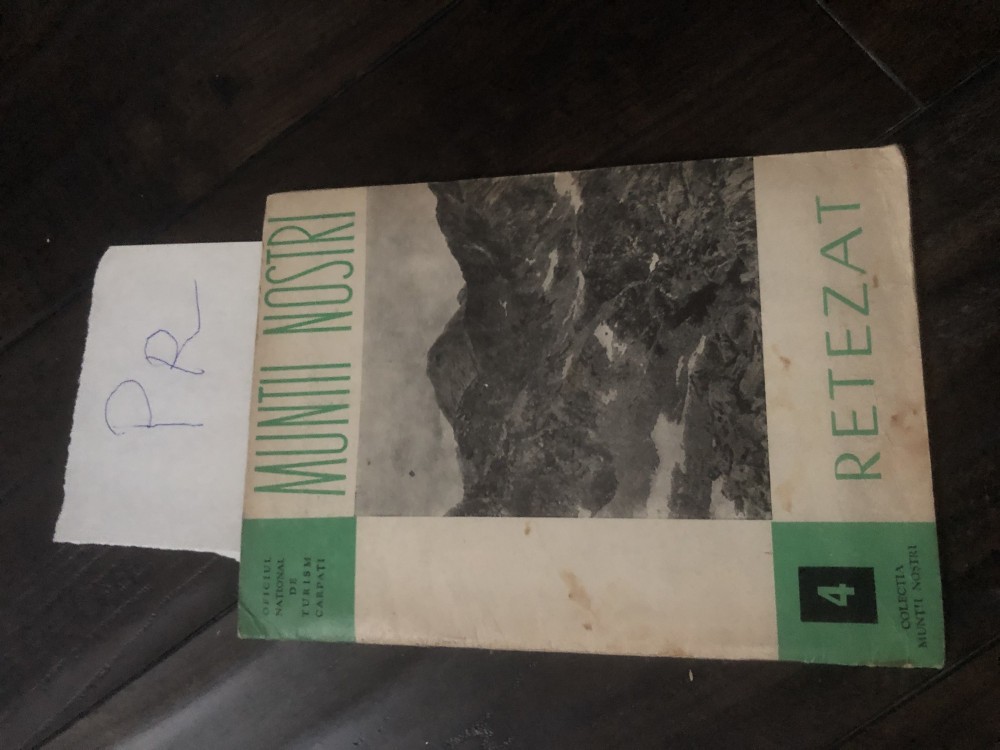 PR
OFICIUL
NATIONAL
DE
TURISM
CARPATI
MUNTII NOSTRI
RETEZAT
4
COLECTIA
MUNTII NOSTRI